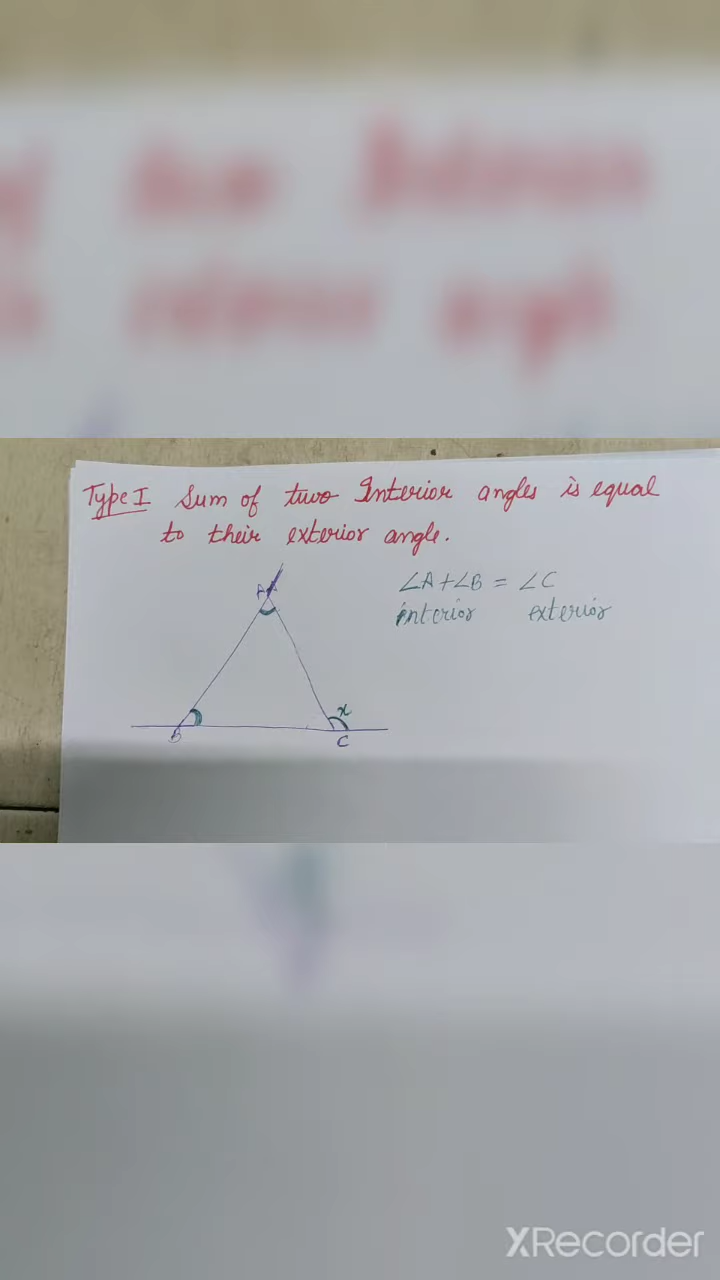 Type I Sum of two Interior angles is equal
to their exterior angle.
A
∠A+∠B = ∠C
interior exterior
x
B
C
XRecorder